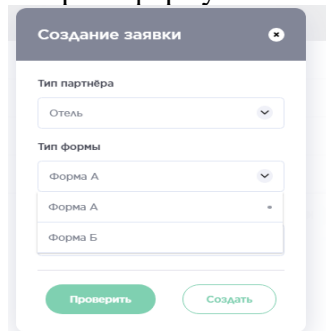 Создание заявки
Тип партнёра
Отель
Тип формы
Форма А
Форма А
Форма Б
Проверить
Создать